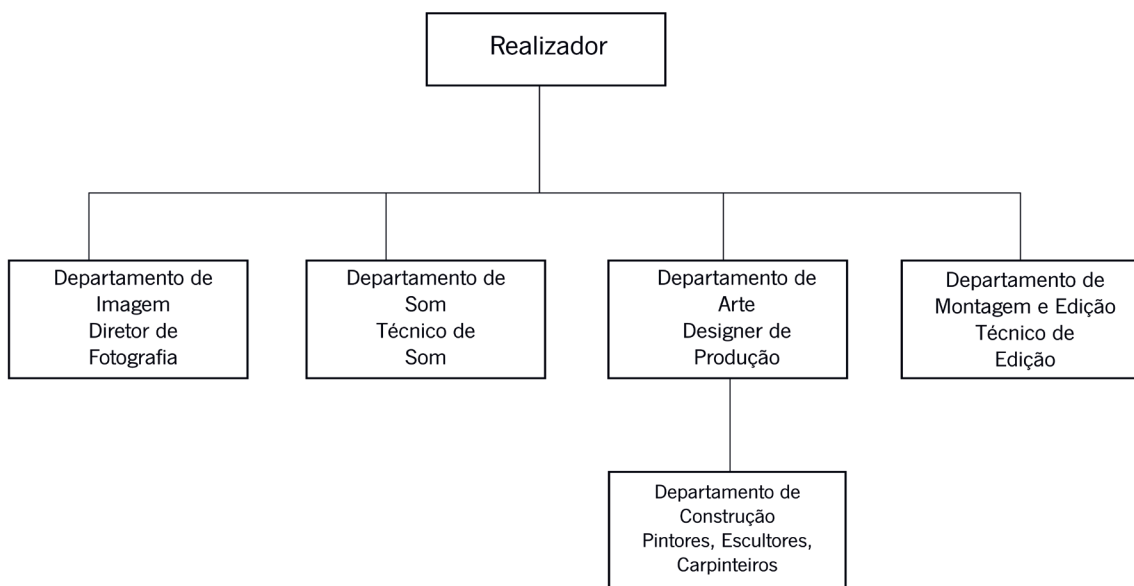 Realizador
Departamento de
Imagem
Diretor de
Fotografia
Departamento de
Som
Técnico de
Som
Departamento de
Arte
Designer de
Produção
Departamento de
Montagem e Edição
Técnico de
Edição
Departamento de
Construção
Pintores, Escultores,
Carpinteiros